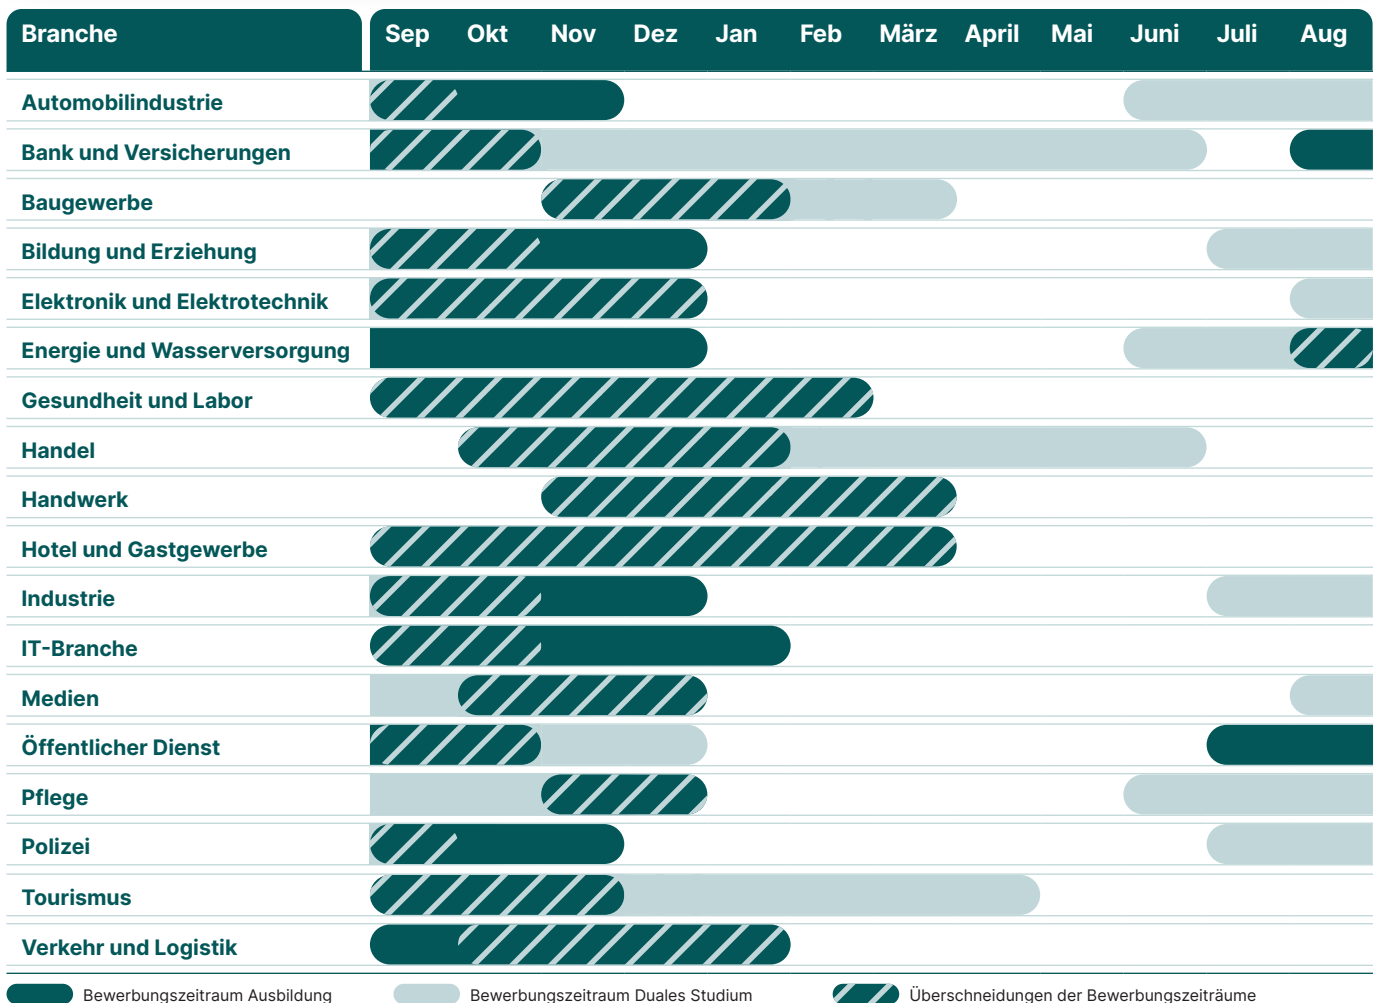 Branche Sep Okt Nov Dez Jan Feb März April Mai Juni Juli Aug
Automobilindustrie
Bank und Versicherungen
Baugewerbe
Bildung und Erziehung
Elektronik und Elektrotechnik
Energie und Wasserversorgung
Gesundheit und Labor
Handel
Handwerk
Hotel und Gastgewerbe
Industrie
IT-Branche
Medien
Öffentlicher Dienst
Pflege
Polizei
Tourismus
Verkehr und Logistik
Bewerbungszeitraum Ausbildung Bewerbungszeitraum Duales Studium Überschneidungen der Bewerbungszeiträume